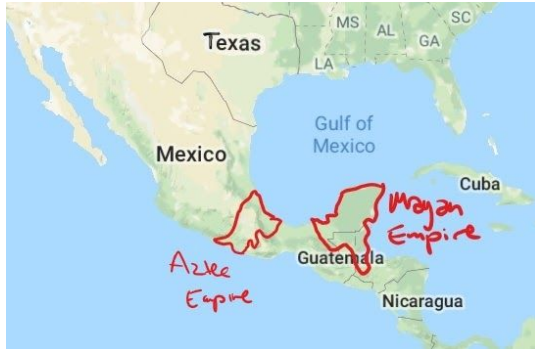 SC
MS
AL
Texas
GA
LA
Gulf of
Mexico
Mexico
Cuba
Mayan
Empire
Guatemala
Aztec
Empire
Nicaragua